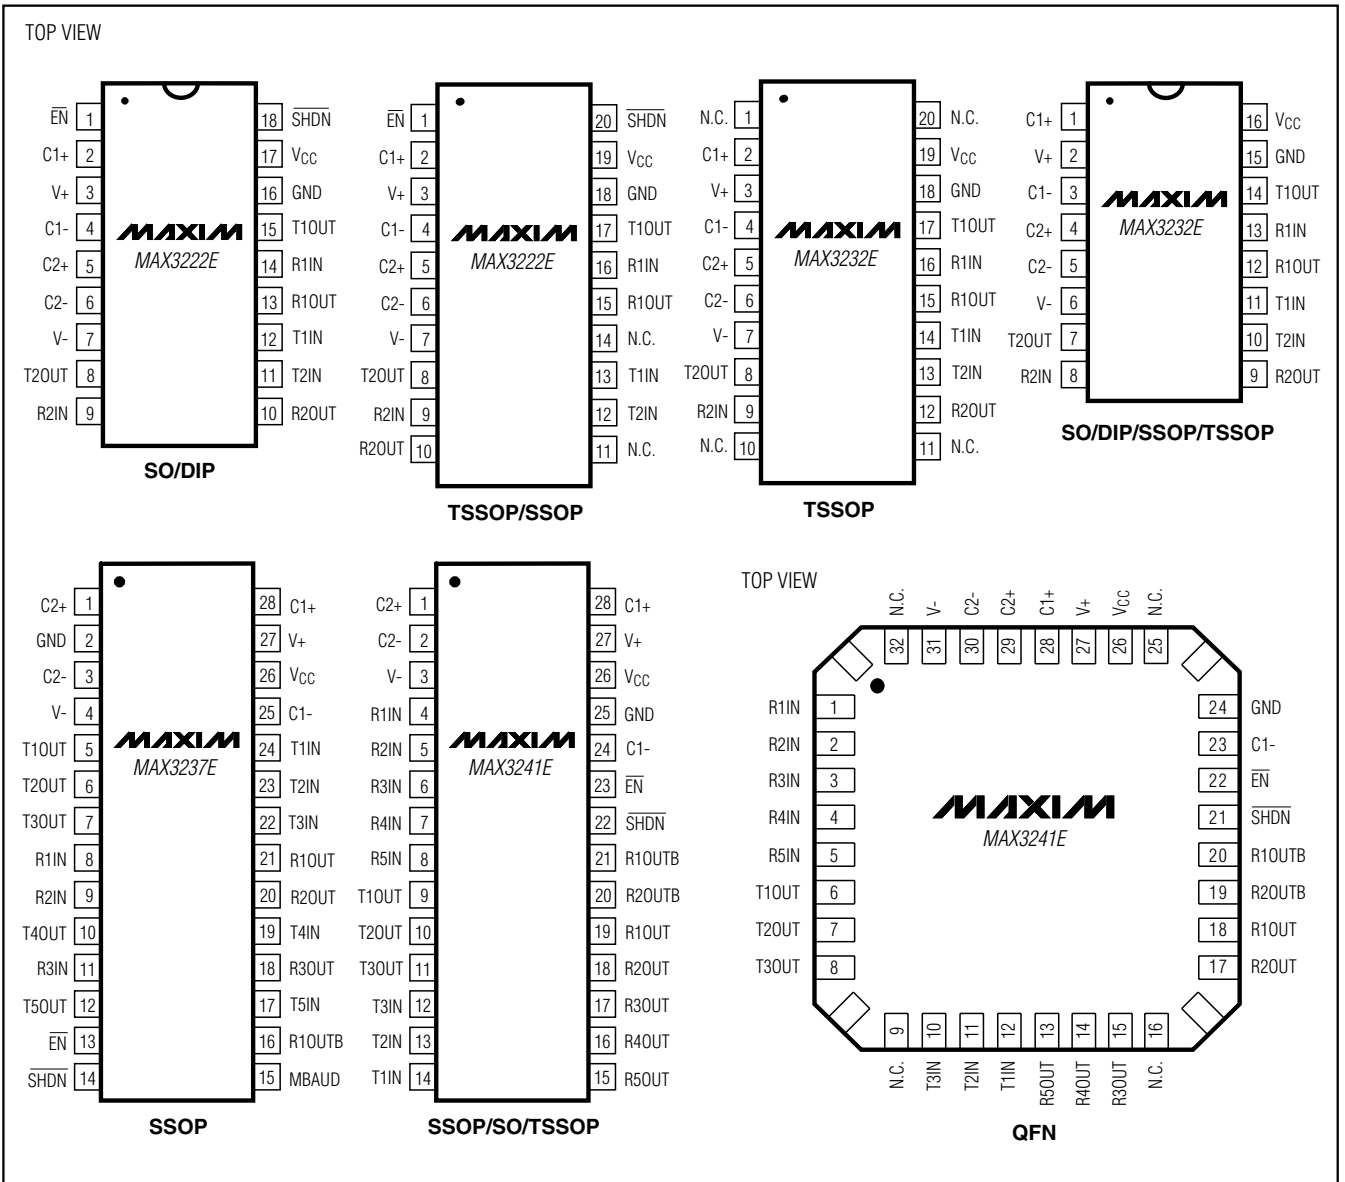 TOP VIEW
EN 1 18 SHDN
C1+ 2 17 VCC
V+ 3 16 GND
C1- 4 15 T1OUT
MAXIM
MAX3222E
C2+ 5 14 R1IN
C2- 6 13 R1OUT
V- 7 12 T1IN
T2OUT 8 11 T2IN
R2IN 9 10 R2OUT
SO/DIP
EN 1 20 SHDN
C1+ 2 19 VCC
V+ 3 18 GND
C1- 4 17 T1OUT
MAXIM
MAX3222E
C2+ 5 16 R1IN
C2- 6 15 R1OUT
V- 7 14 N.C.
T2OUT 8 13 T1IN
R2IN 9 12 T2IN
R2OUT 10 11 N.C.
TSSOP/SSOP
N.C. 1 20 N.C.
C1+ 2 19 VCC
V+ 3 18 GND
C1- 4 17 T1OUT
MAXIM
MAX3232E
C2+ 5 16 R1IN
C2- 6 15 R1OUT
V- 7 14 T1IN
T2OUT 8 13 T2IN
R2IN 9 12 R2OUT
N.C. 10 11 N.C.
TSSOP
C1+ 1 16 VCC
V+ 2 15 GND
C1- 3 14 T1OUT
MAXIM
MAX3232E
C2+ 4 13 R1IN
C2- 5 12 R1OUT
V- 6 11 T1IN
T2OUT 7 10 T2IN
R2IN 8 9 R2OUT
SO/DIP/SSOP/TSSOP
C2+ 1 28 C1+
GND 2 27 V+
C2- 3 26 VCC
V- 4 25 C1-
T1OUT 5 24 T1IN
MAXIM
MAX3237E
T2OUT 6 23 T2IN
T3OUT 7 22 T3IN
R1IN 8 21 R1OUT
R2IN 9 20 R2OUT
T4OUT 10 19 T4IN
R3IN 11 18 R3OUT
T5OUT 12 17 T5IN
EN 13 16 R1OUTB
SHDN 14 15 MBAUD
SSOP
C2+ 1 28 C1+
C2- 2 27 V+
V- 3 26 VCC
R1IN 4 25 GND
R2IN 5 24 C1-
MAXIM
MAX3241E
R3IN 6 23 EN
R4IN 7 22 SHDN
R5IN 8 21 R1OUTB
T1OUT 9 20 R2OUTB
T2OUT 10 19 R1OUT
T3OUT 11 18 R2OUT
T3IN 12 17 R3OUT
T2IN 13 16 R4OUT
T1IN 14 15 R5OUT
SSOP/SO/TSSOP
TOP VIEW
N.C. V- C2- C2+ C1+ V+ VCC N.C.
32 31 30 29 28 27 26 25
R1IN 1 24 GND
R2IN 2 23 C1-
R3IN 3 22 EN
R4IN 4 21 SHDN
MAXIM
MAX3241E
R5IN 5 20 R1OUTB
T1OUT 6 19 R2OUTB
T2OUT 7 18 R1OUT
T3OUT 8 17 R2OUT
9 10 11 12 13 14 15 16
N.C. T3IN T2IN T1IN R5OUT R4OUT R3OUT N.C.
QFN